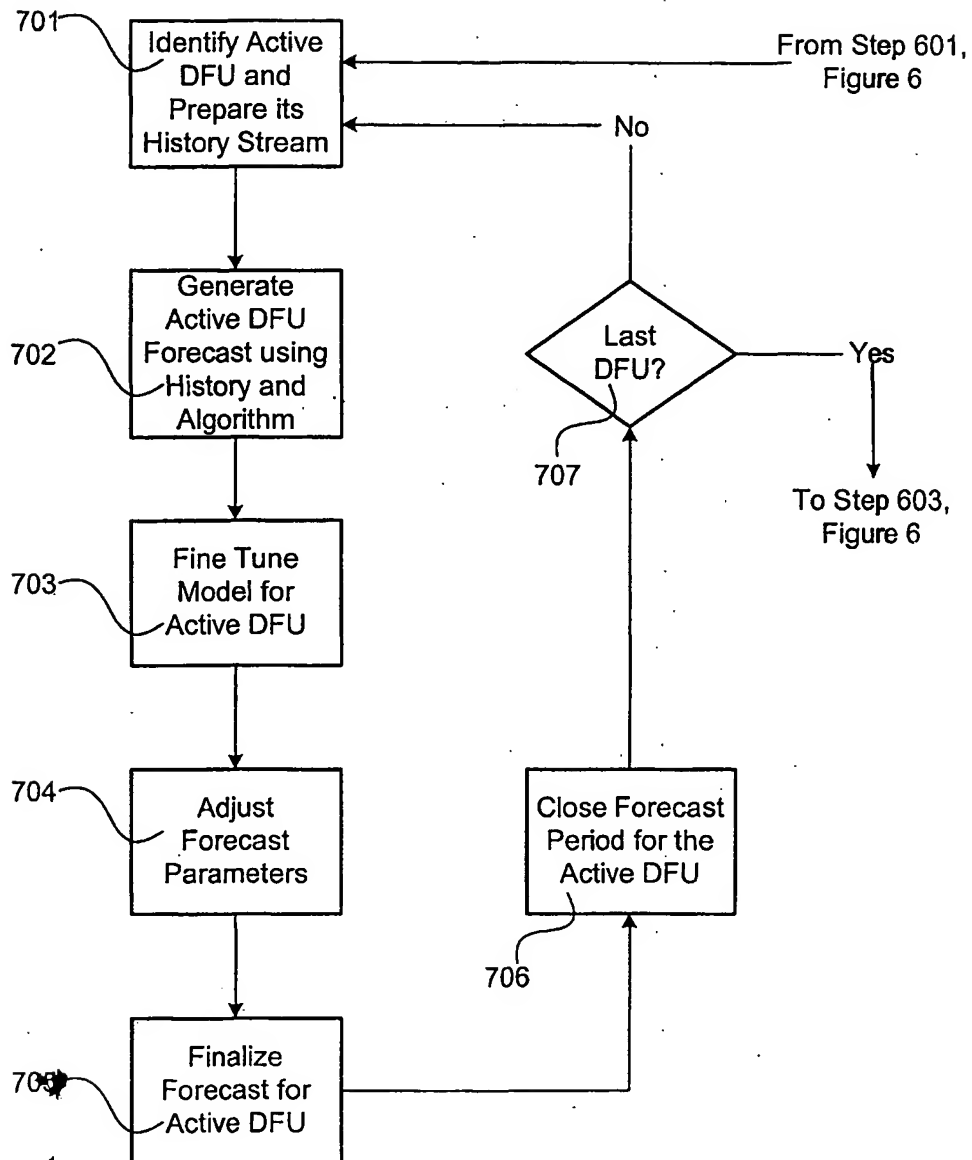 701
Identify Active
DFU and
Prepare its
History Stream
From Step 601,
Figure 6
No
702
Generate
Active DFU
Forecast using
History and
Algorithm
Last
DFU?
Yes
707
To Step 603,
Figure 6
703
Fine Tune
Model for
Active DFU
704
Adjust
Forecast
Parameters
Close Forecast
Period for the
Active DFU
706
705
Finalize
Forecast for
Active DFU